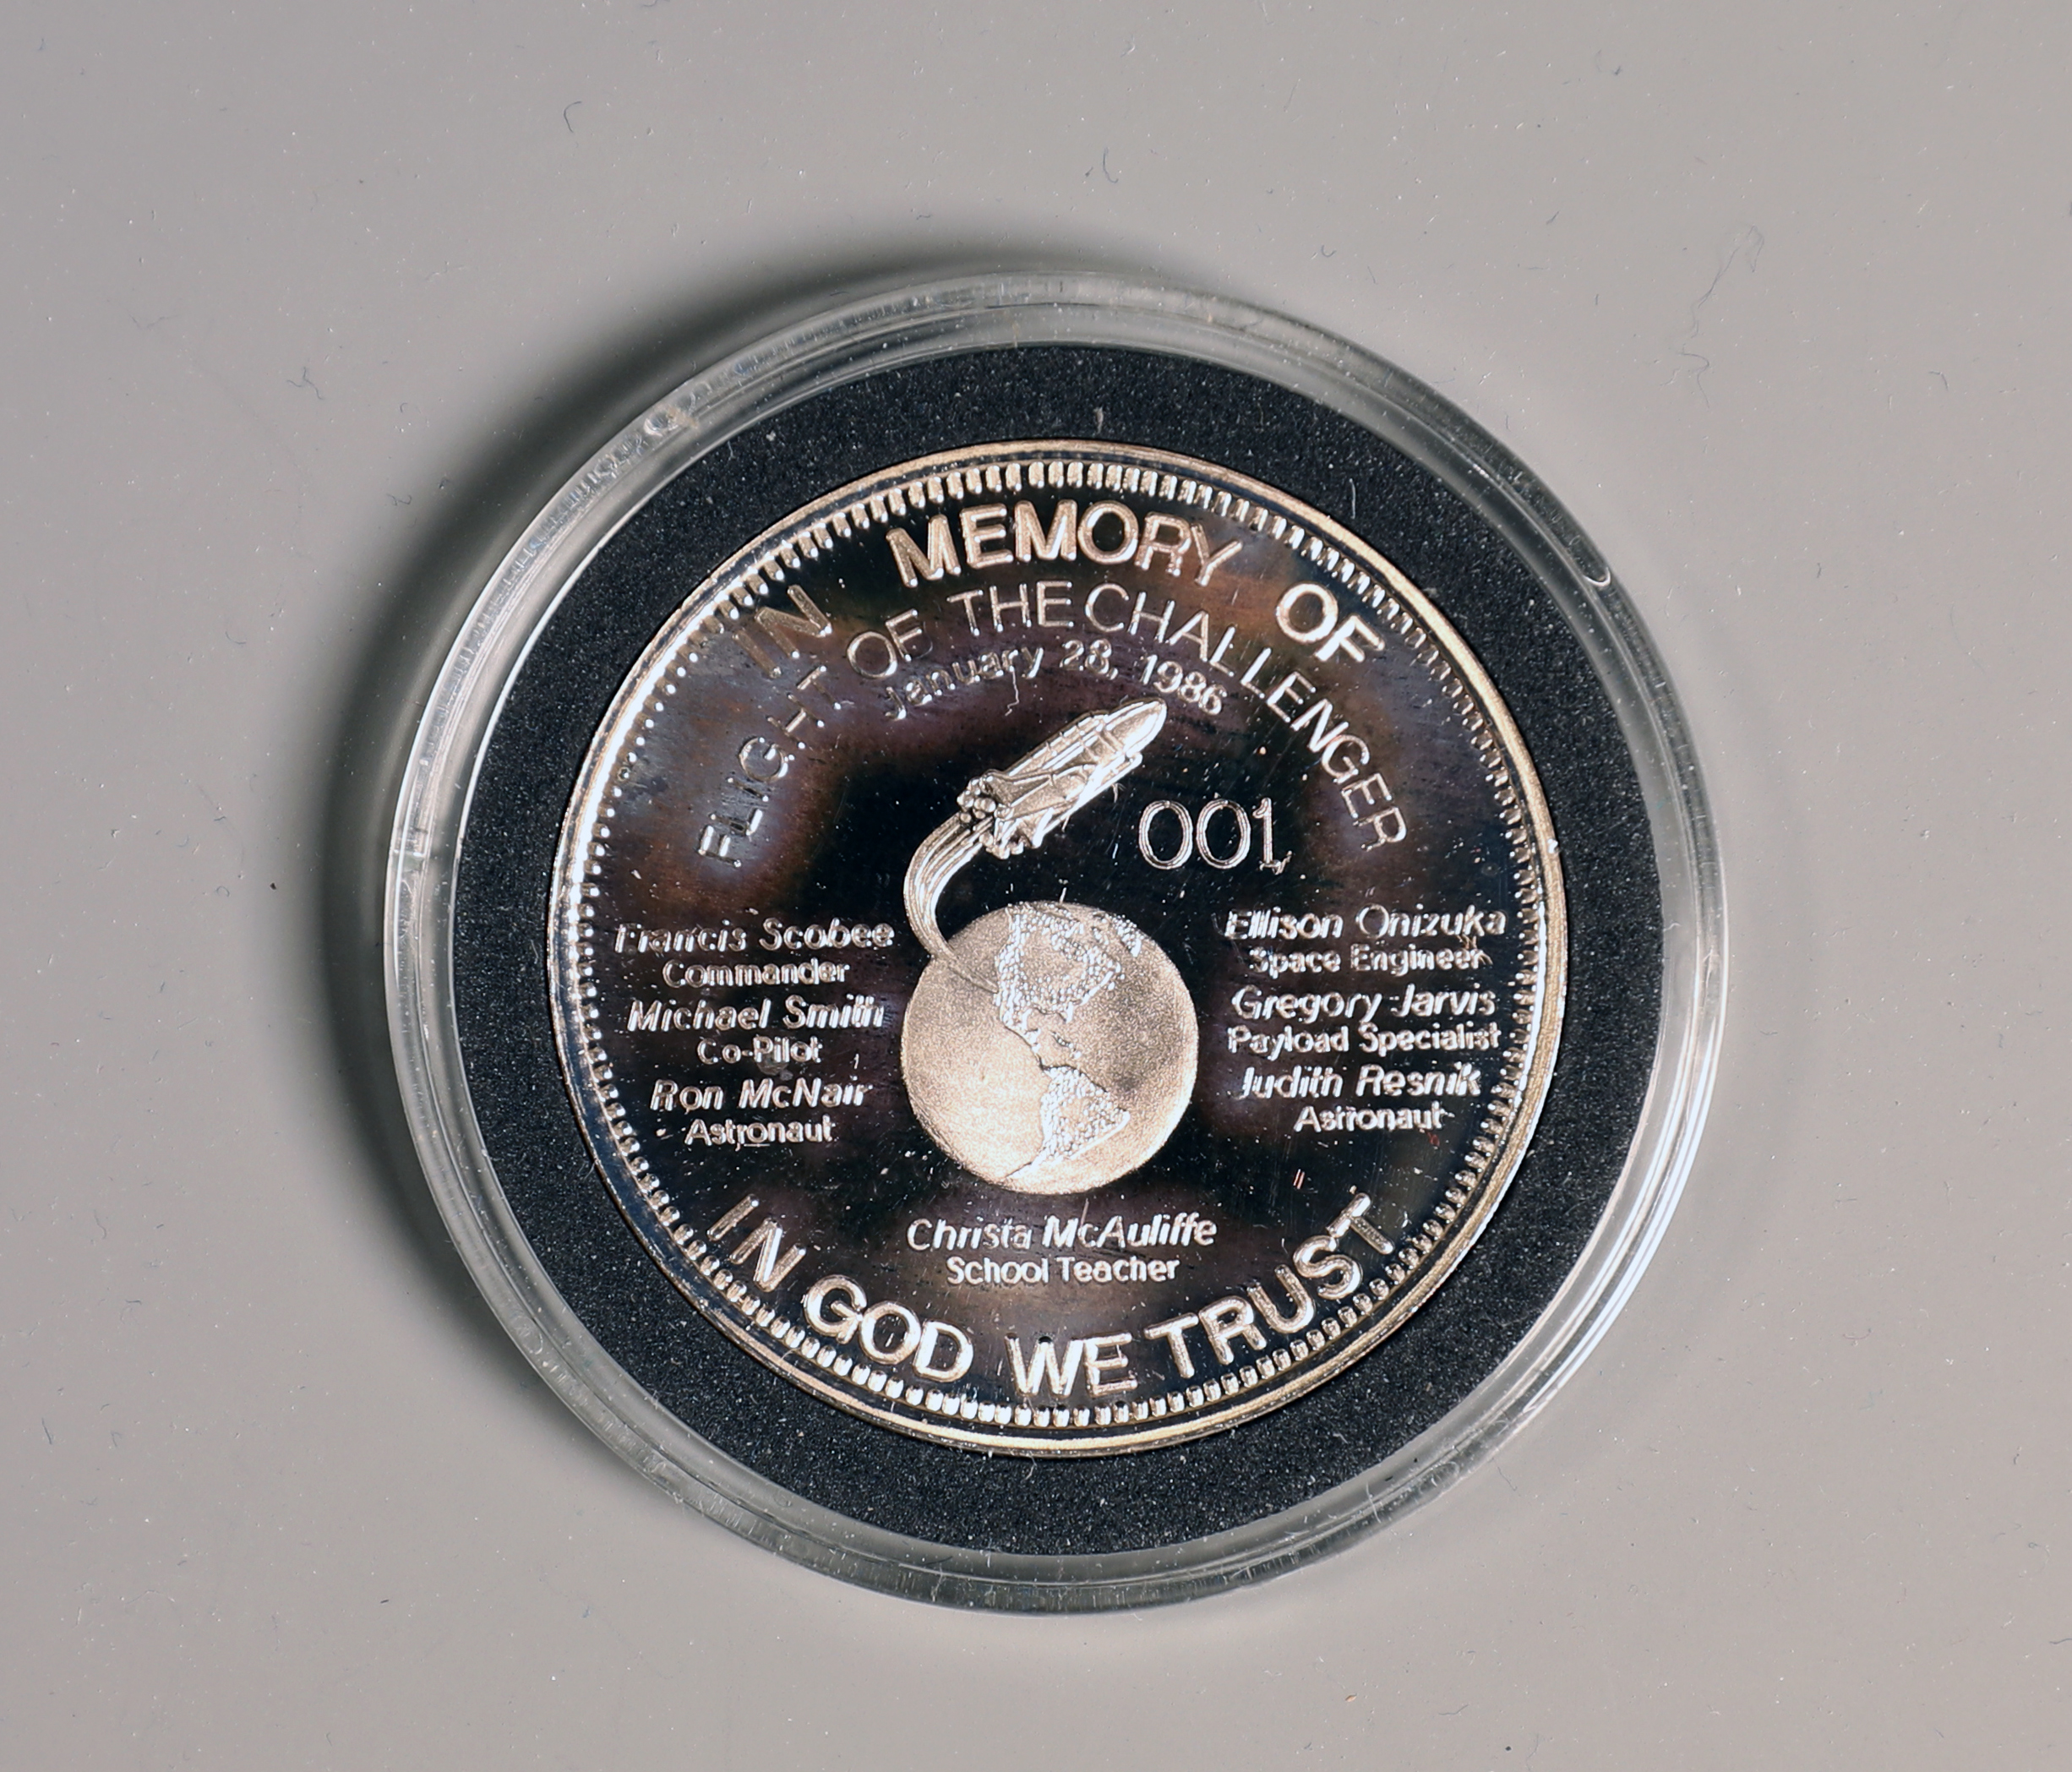 IN MEMORY OF
FLIGHT OF THE CHALLENGER
January 28, 1986
001
Francis Scobee
Commander
Michael Smith
Co-Pilot
Ron McNair
Astronaut
Ellison Onizuka
Space Engineer
Gregory Jarvis
Payload Specialist
Judith Resnik
Astronaut
Christa McAuliffe
School Teacher
IN GOD WE TRUST